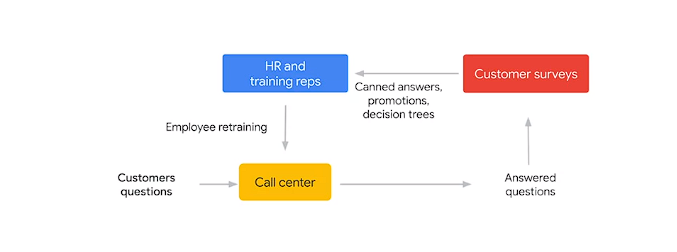 HR and
training reps
Customer surveys
Canned answers,
promotions,
decision trees
Employee retraining
Customers
questions
Call center
Answered
questions